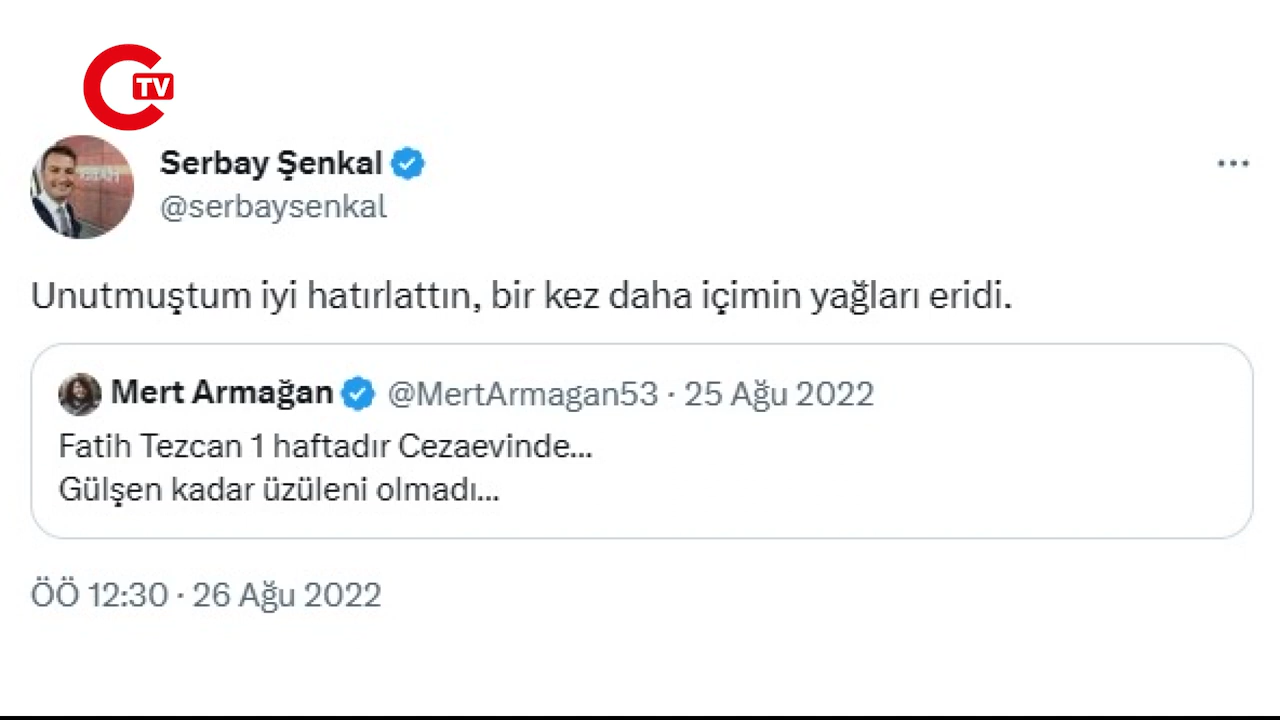 TV
Serbay Şenkal
@serbaysenkal
Unutmuştum iyi hatırlattın, bir kez daha içimin yağları eridi.
Mert Armağan @MertArmagan53 · 25 Ağu 2022
Fatih Tezcan 1 haftadır Cezaevinde...
Gülşen kadar üzüleni olmadı...
ÖÖ 12:30 · 26 Ağu 2022